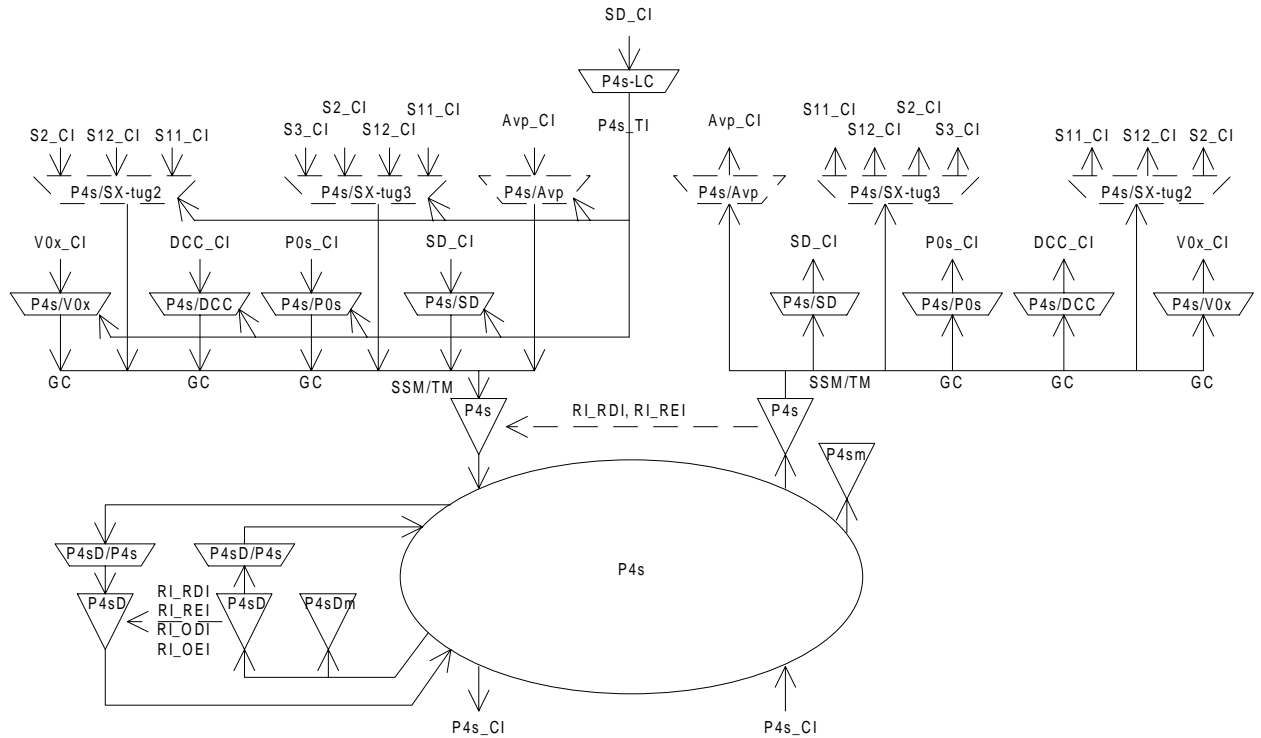 SD_CI
P4s-LC
S2_CI S11_CI S11_CI S2_CI
S2_CI S12_CI S11_CI S3_CI S12_CI Avp_CI P4s_TI Avp_CI S12_CI S3_CI S11_CI S12_CI S2_CI
P4s/SX-tug2 P4s/SX-tug3 P4s/Avp P4s/Avp P4s/SX-tug3 P4s/SX-tug2
V0x_CI DCC_CI P0s_CI SD_CI SD_CI P0s_CI DCC_CI V0x_CI
P4s/V0x P4s/DCC P4s/P0s P4s/SD P4s/SD P4s/P0s P4s/DCC P4s/V0x
GC GC GC SSM/TM SSM/TM GC GC GC
P4s RI_RDI, RI_REI P4s
P4sm
P4sD/P4s P4sD/P4s P4s
P4sD RI_RDI P4sD P4sDm
RI_REI
RI_ODI
RI_OEI
P4s_CI P4s_CI